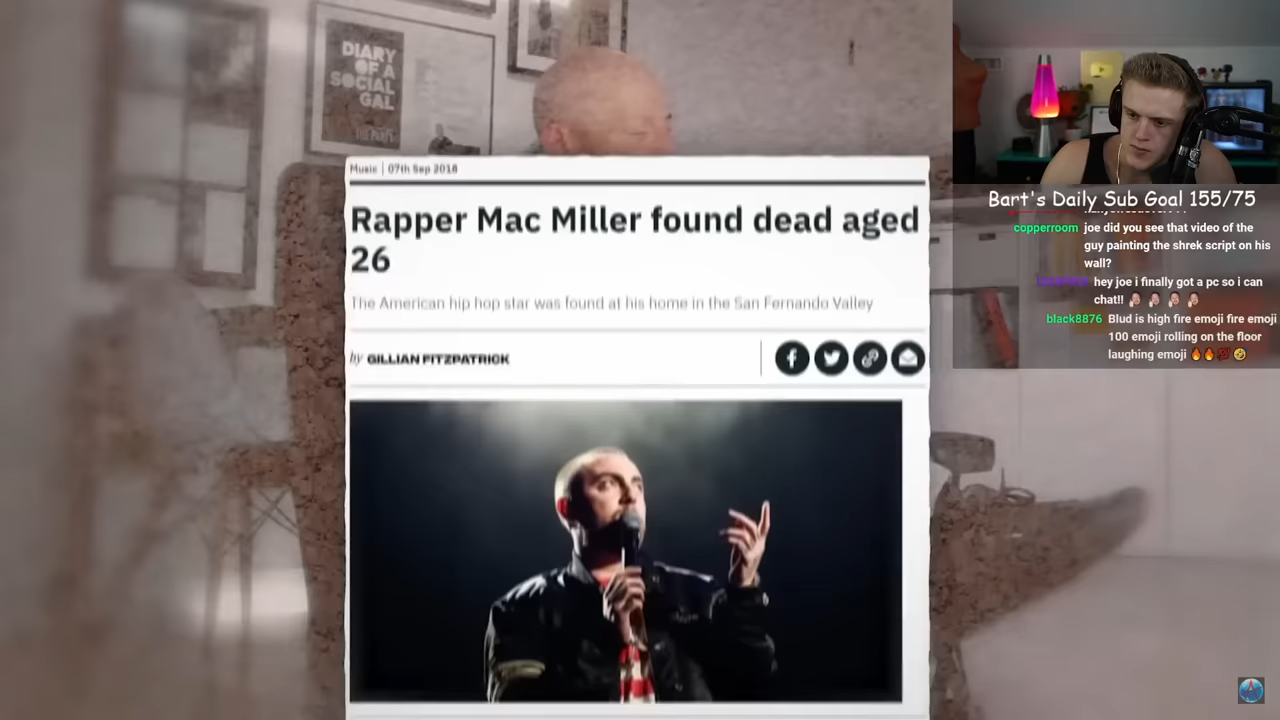 DIARY
OF A
SOCIAL
GAL
Music | 07th Sep 2018
Rapper Mac Miller found dead aged
26
The American hip hop star was found at his home in the San Fernando Valley
by GILLIAN FITZPATRICK
Bart's Daily Sub Goal 155/75
copperroom joe did you see that video of the
guy painting the shrek script on his
wall?
hey joe i finally got a pc so i can
chat!!
black8876 Blud is high fire emoji fire emoji
100 emoji rolling on the floor
laughing emoji 🔥🔥💯🤣